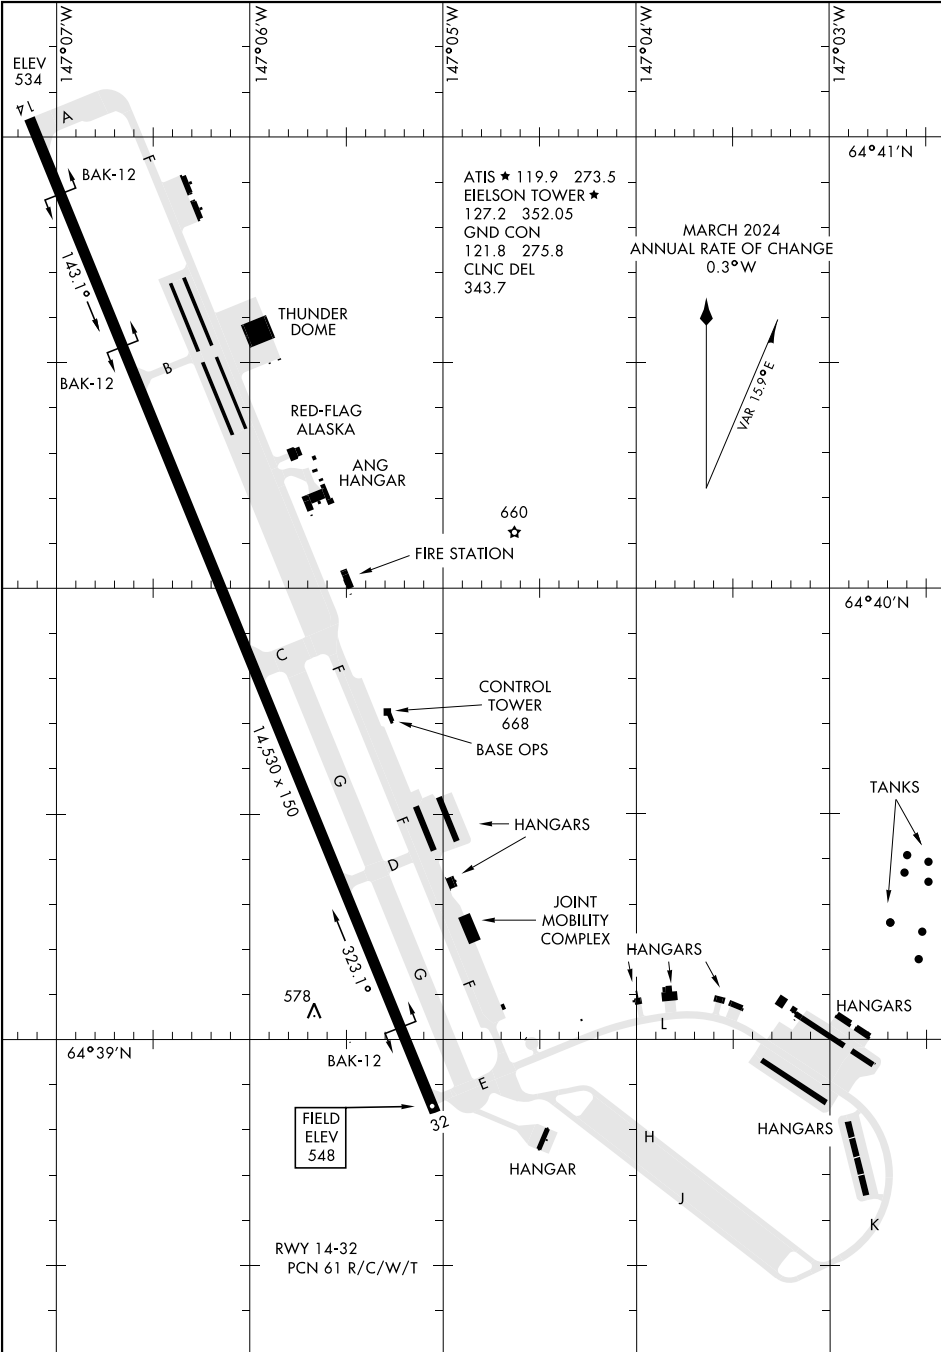 147°07'W
147°06'W
147°05'W
147°04'W
147°03'W
ELEV
534
14
A
F
64°41'N
BAK-12
ATIS ★ 119.9 273.5
EIELSON TOWER ★
127.2 352.05
GND CON
121.8 275.8
CLNC DEL
343.7
MARCH 2024
ANNUAL RATE OF CHANGE
0.3°W
VAR 15.9°E
143.1°
THUNDER
DOME
B
BAK-12
RED-FLAG
ALASKA
ANG
HANGAR
660
FIRE STATION
64°40'N
C
F
CONTROL
TOWER
668
BASE OPS
14,530 x 150
G
TANKS
F
HANGARS
D
JOINT
MOBILITY
COMPLEX
HANGARS
323.1°
G
F
578
HANGARS
L
64°39'N
BAK-12
E
FIELD
ELEV
548
32
HANGARS
H
HANGAR
J
K
RWY 14-32
PCN 61 R/C/W/T